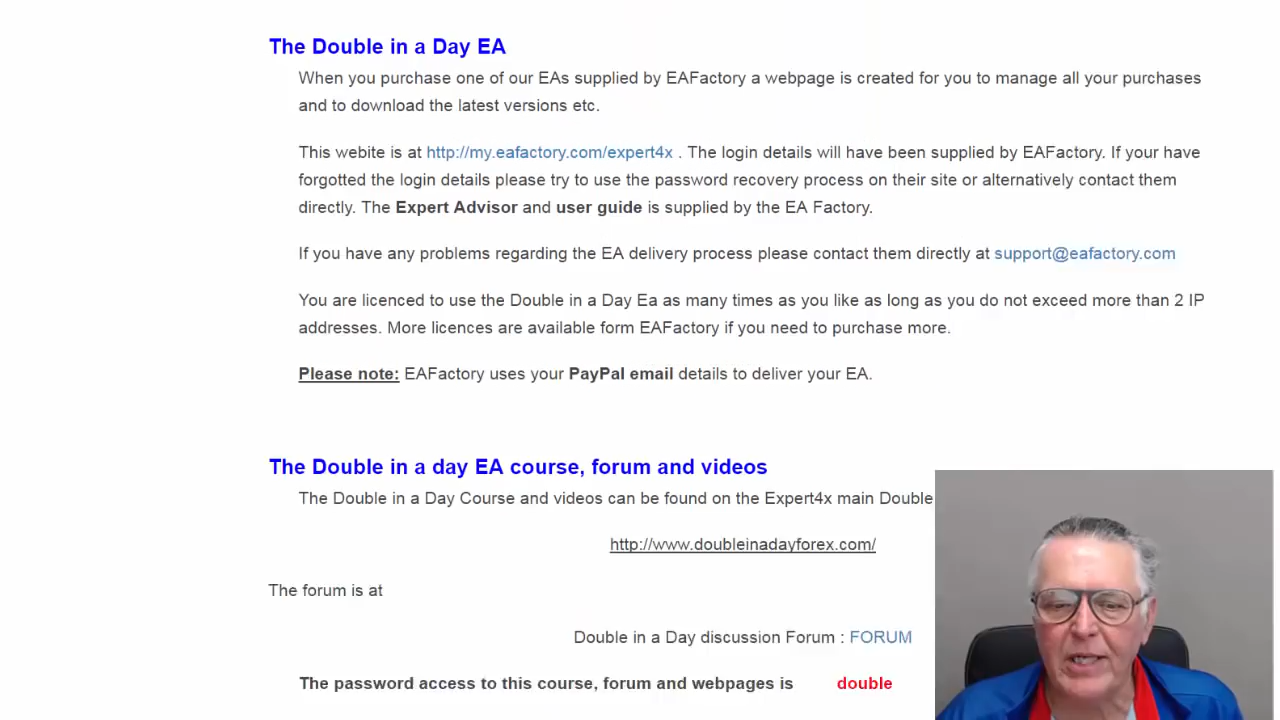 The Double in a Day EA
When you purchase one of our EAs supplied by EAFactory a webpage is created for you to manage all your purchases
and to download the latest versions etc.
This webite is at http://my.eafactory.com/expert4x . The login details will have been supplied by EAFactory. If your have
forgotted the login details please try to use the password recovery process on their site or alternatively contact them
directly. The Expert Advisor and user guide is supplied by the EA Factory.
If you have any problems regarding the EA delivery process please contact them directly at support@eafactory.com
You are licenced to use the Double in a Day Ea as many times as you like as long as you do not exceed more than 2 IP
addresses. More licences are available form EAFactory if you need to purchase more.
Please note: EAFactory uses your PayPal email details to deliver your EA.
The Double in a day EA course, forum and videos
The Double in a Day Course and videos can be found on the Expert4x main Double
http://www.doubleinadayforex.com/
The forum is at
Double in a Day discussion Forum : FORUM
The password access to this course, forum and webpages is double